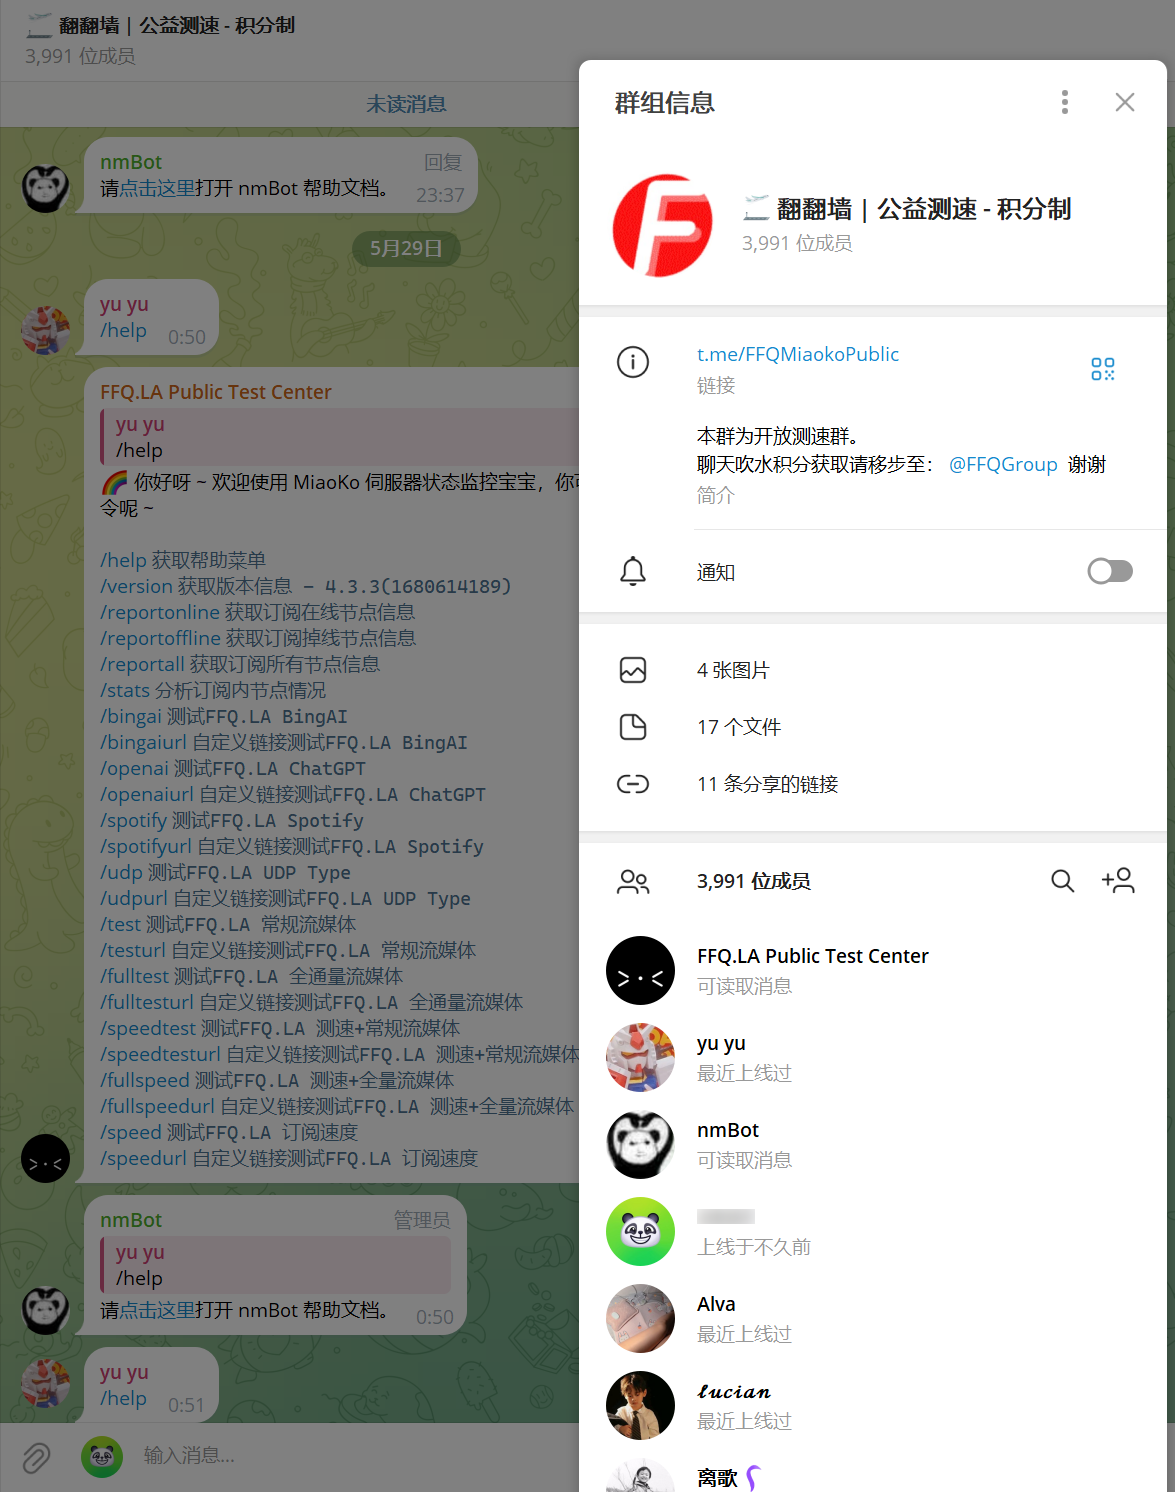 翻翻墙 | 公益测速 - 积分制
3,991 位成员
未读消息
nmBot
回复
请点击这里打开 nmBot 帮助文档。
23:37
5月29日
yu yu
/help
0:50
FFQ.LA Public Test Center
yu yu
/help
🌈 你好呀 ~ 欢迎使用 MiaoKo 伺服器状态监控宝宝，你
令呢 ~
/help 获取帮助菜单
/version 获取版本信息 - 4.3.3(1680614189)
/reportonline 获取订阅在线节点信息
/reportoffline 获取订阅掉线节点信息
/reportall 获取订阅所有节点信息
/stats 分析订阅内节点情况
/bingai 测试FFQ.LA BingAI
/bingaiurl 自定义链接测试FFQ.LA BingAI
/openai 测试FFQ.LA ChatGPT
/openaiurl 自定义链接测试FFQ.LA ChatGPT
/spotify 测试FFQ.LA Spotify
/spotifyurl 自定义链接测试FFQ.LA Spotify
/udp 测试FFQ.LA UDP Type
/udpurl 自定义链接测试FFQ.LA UDP Type
/test 测试FFQ.LA 常规流媒体
/testurl 自定义链接测试FFQ.LA 常规流媒体
/fulltest 测试FFQ.LA 全通量流媒体
/fulltesturl 自定义链接测试FFQ.LA 全通量流媒体
/speedtest 测试FFQ.LA 测速+常规流媒体
/speedtesturl 自定义链接测试FFQ.LA 测速+常规流媒体
/fullspeed 测试FFQ.LA 测速+全量流媒体
/fullspeedurl 自定义链接测试FFQ.LA 测速+全量流媒体
/speed 测试FFQ.LA 订阅速度
/speedurl 自定义链接测试FFQ.LA 订阅速度
nmBot
管理员
yu yu
/help
请点击这里打开 nmBot 帮助文档。
0:50
yu yu
/help
0:51
输入消息...
群组信息
F
翻翻墙 | 公益测速 - 积分制
3,991 位成员
t.me/FFQMiaokoPublic
链接
本群为开放测速群。
聊天吹水积分获取请移步至： @FFQGroup 谢谢
简介
通知
4 张图片
17 个文件
11 条分享的链接
3,991 位成员
FFQ.LA Public Test Center
可读取消息
yu yu
最近上线过
nmBot
可读取消息
上线于不久前
Alva
最近上线过
𝓵𝓾𝓬𝓲𝓪𝓷
最近上线过
离歌